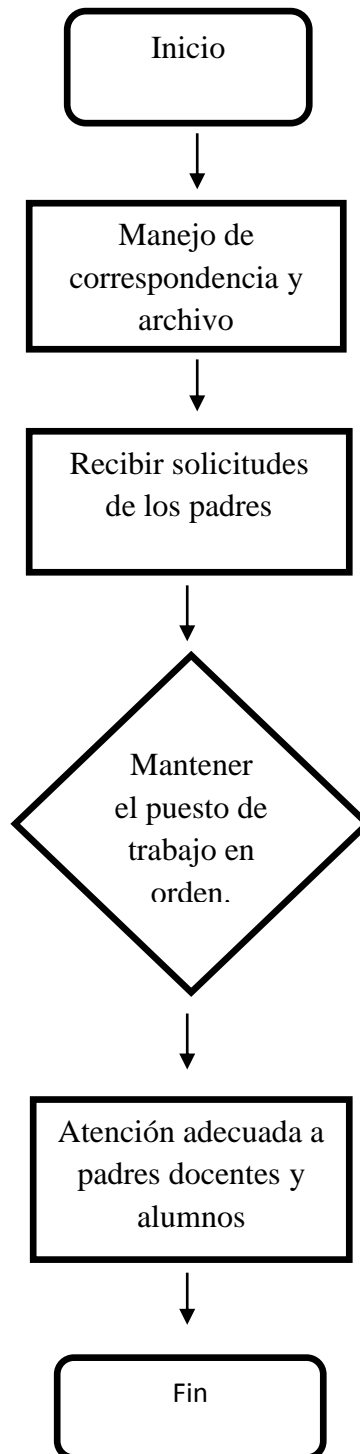 Inicio
Manejo de
correspondencia y
archivo
Recibir solicitudes
de los padres
Mantener
el puesto de
trabajo en
orden.
Atención adecuada a
padres docentes y
alumnos
Fin